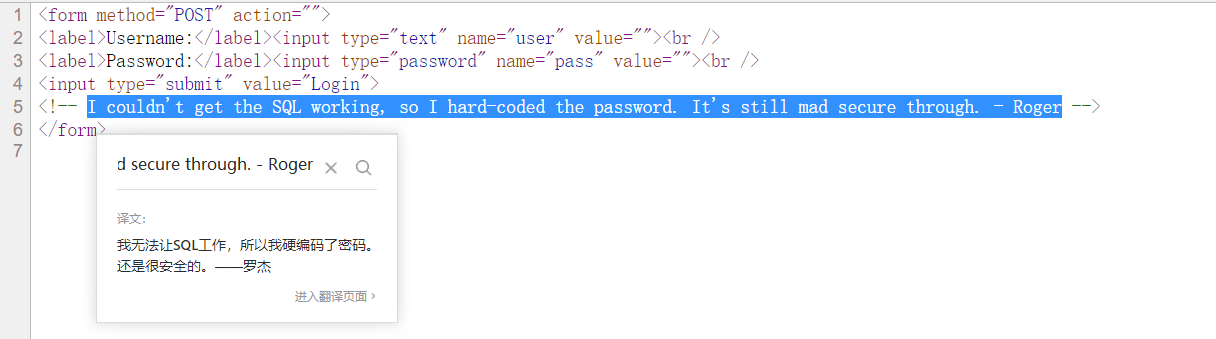 1 <form method="POST" action="">
2 <label>Username:</label><input type="text" name="user" value=""><br />
3 <label>Password:</label><input type="password" name="pass" value=""><br />
4 <input type="submit" value="Login">
5 <!-- I couldn't get the SQL working, so I hard-coded the password. It's still mad secure through. - Roger -->
6 </form>
7
d secure through. - Roger
译文:
我无法让SQL工作，所以我硬编码了密码。
还是很安全的。——罗杰
进入翻译页面 ›